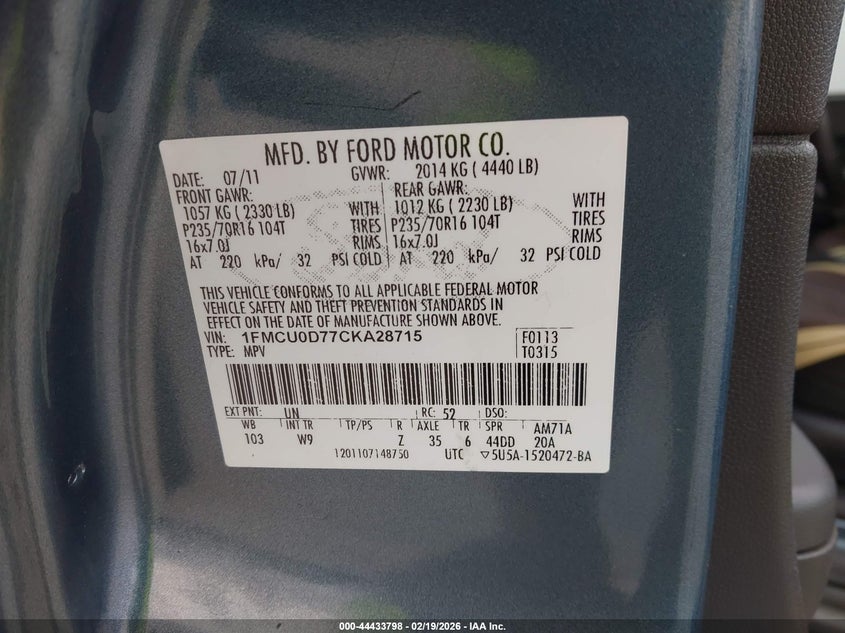 MFD. BY FORD MOTOR CO.
DATE: 07/11 GVWR: 2014 KG ( 4440 LB)
FRONT GAWR: REAR GAWR:
1057 KG ( 2330 LB) WITH 1012 KG ( 2230 LB) WITH
P235/70R16 104T TIRES P235/70R16 104T TIRES
16x7.0J RIMS 16x7.0J RIMS
AT 220 kPa/ 32 PSI COLD AT 220 kPa/ 32 PSI COLD
THIS VEHICLE CONFORMS TO ALL APPLICABLE FEDERAL MOTOR
VEHICLE SAFETY AND THEFT PREVENTION STANDARDS IN
EFFECT ON THE DATE OF MANUFACTURE SHOWN ABOVE.
VIN: 1FMCU0D77CKA28715 F0113
TYPE: MPV T0315
EXT PNT: UN RC: 52 DSO:
WB INT TR TP/PS R AXLE TR SPR AM71A
103 W9 Z 35 6 44DD 20A
1201107148750 UTC ▽5U5A-1520472-BA
000-44433798 - 02/19/2026 - IAA Inc.